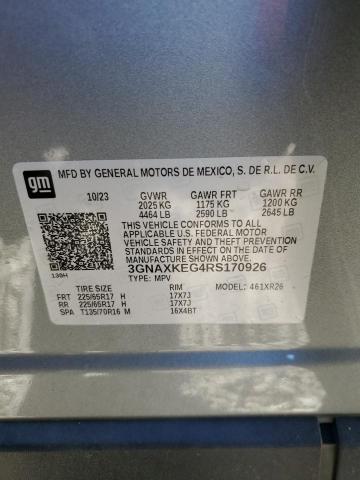 gm
MFD BY GENERAL MOTORS DE MEXICO, S. DE R.L. DE C.V.
10/23 GVWR GAWR FRT GAWR RR
2025 KG 1175 KG 1200 KG
4464 LB 2590 LB 2645 LB
THIS VEHICLE CONFORMS TO ALL
APPLICABLE U.S. FEDERAL MOTOR
VEHICLE SAFETY AND THEFT PREVENTION
STANDARDS IN EFFECT ON THE DATE OF
MANUFACTURE SHOWN ABOVE.
3GNAXKEG4RS170926
139H TYPE: MPV
TIRE SIZE RIM MODEL: 461XR26
FRT 225/65R17 H 17X7J
RR 225/65R17 H 17X7J
SPA T135/70R16 M 16X4BT